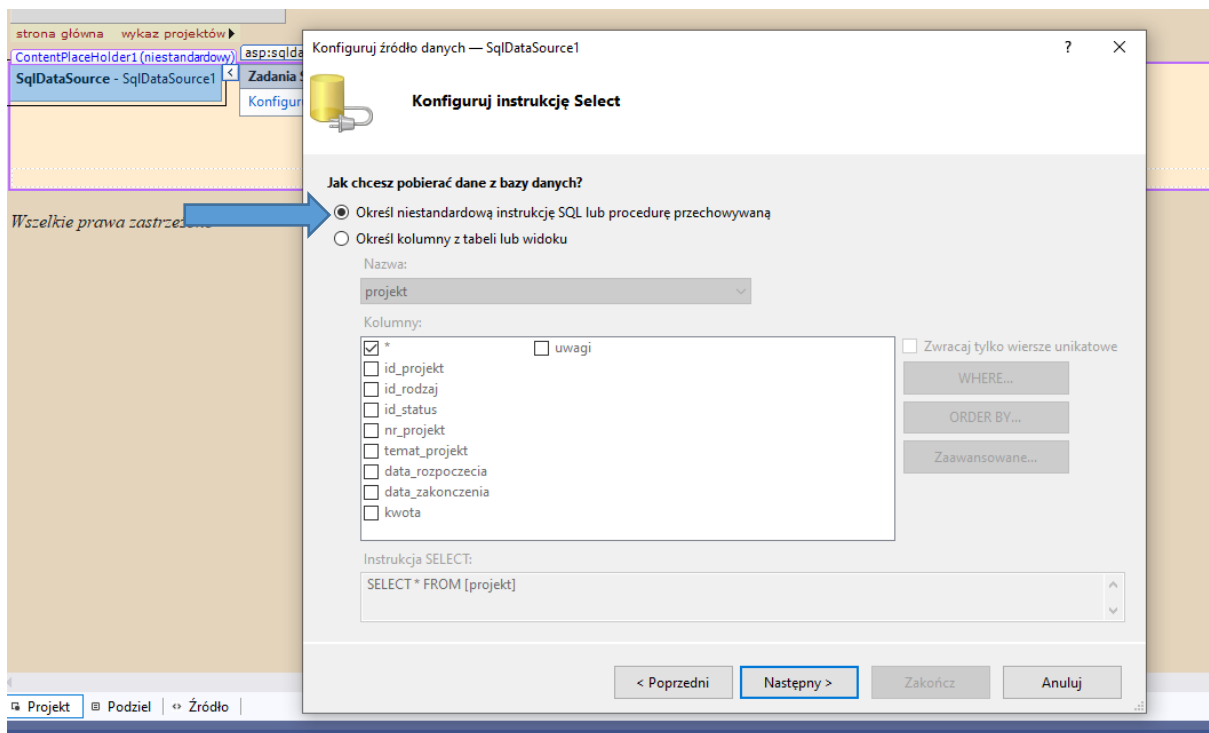 strona główna wykaz projektów
ContentPlaceHolder1 (niestandardowy)
asp:sqlda
SqlDataSource - SqlDataSource1
<
Zadania
Konfigur
Wszelkie prawa
Konfiguruj źródło danych — SqlDataSource1
?
Konfiguruj instrukcję Select
Jak chcesz pobierać dane z bazy danych?
Określ niestandardową instrukcję SQL lub procedurę przechowywaną
Określ kolumny z tabeli lub widoku
Nazwa:
projekt
Kolumny:
* uwagi
id_projekt
id_rodzaj
id_status
nr_projekt
temat_projekt
data_rozpoczecia
data_zakonczenia
kwota
Zwracaj tylko wiersze unikatowe
WHERE...
ORDER BY...
Zaawansowane...
Instrukcja SELECT:
SELECT * FROM [projekt]
< Poprzedni Następny > Zakończ Anuluj
Projekt Podziel Źródło